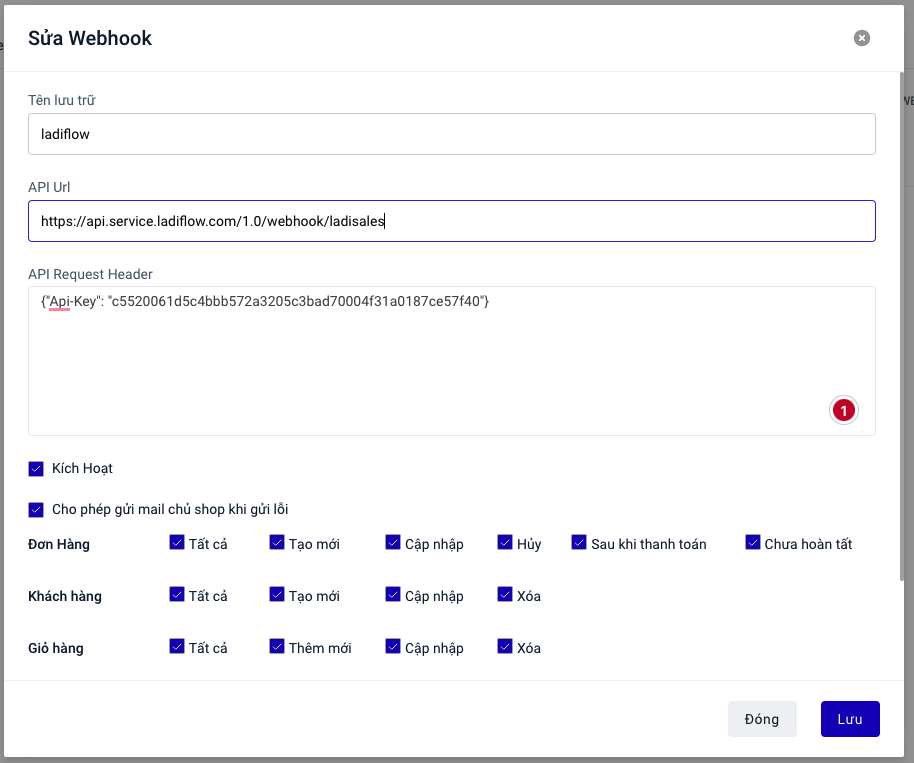 Sửa Webhook
Tên lưu trữ
ladiflow
WE
API Url
https://api.service.ladiflow.com/1.0/webhook/ladisales
API Request Header
{"Api-Key": "c5520061d5c4bbb572a3205c3bad70004f31a0187ce57f40"}
1
Kích Hoạt
Cho phép gửi mail chủ shop khi gửi lỗi
Đơn Hàng Tất cả Tạo mới Cập nhập Hủy Sau khi thanh toán Chưa hoàn tất
Khách hàng Tất cả Tạo mới Cập nhập Xóa
Giỏ hàng Tất cả Thêm mới Cập nhập Xóa
Đóng Lưu